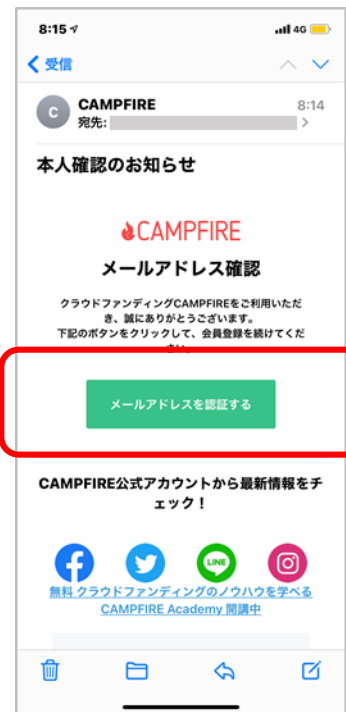 8:15
4G
受信
C
CAMPFIRE
8:14
宛先:
本人確認のお知らせ
CAMPFIRE
メールアドレス確認
クラウドファンディングCAMPFIREをご利用いただ
き、誠にありがとうございます。
下記のボタンをクリックして、会員登録を続けてくだ
さい。
メールアドレスを認証する
CAMPFIRE公式アカウントから最新情報をチ
ェック！
LINE
無料 クラウドファンディングのノウハウを学べる
CAMPFIRE Academy 開講中